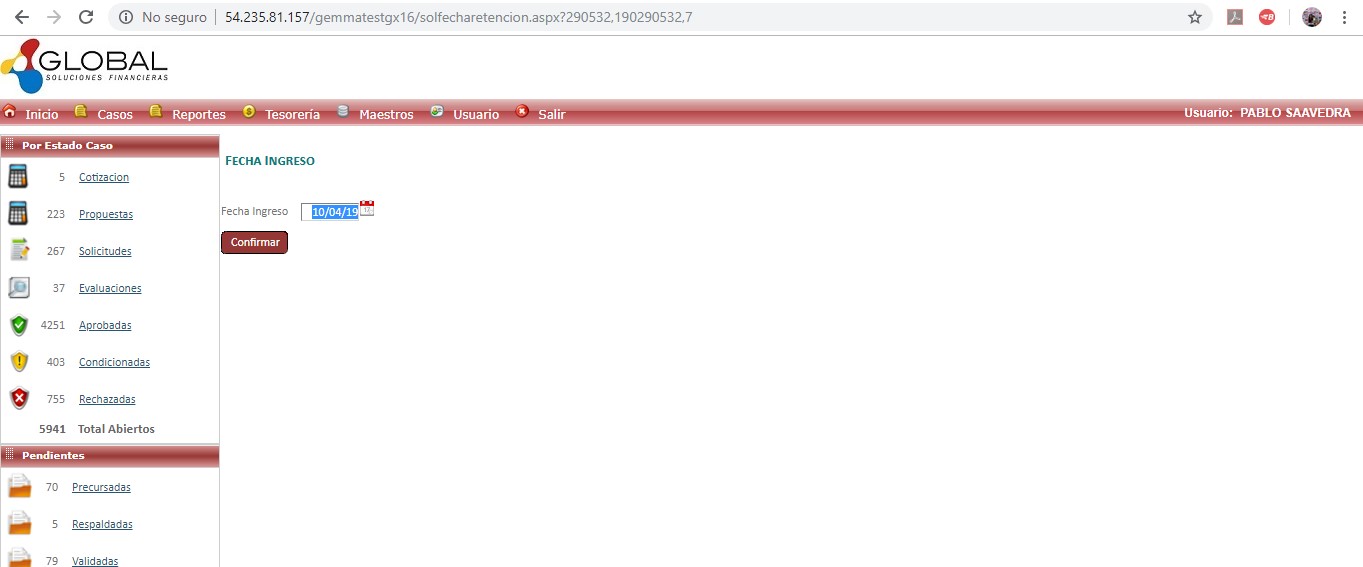 No seguro 54.235.81.157/gemmatestgx16/solfecharetencion.aspx?290532,190290532,7
GLOBAL
SOLUCIONES FINANCIERAS
Inicio Casos Reportes Tesorería Maestros Usuario Salir Usuario: PABLO SAAVEDRA
Por Estado Caso
5 Cotizacion
223 Propuestas
267 Solicitudes
37 Evaluaciones
4251 Aprobadas
403 Condicionadas
755 Rechazadas
5941 Total Abiertos
Pendientes
70 Precursadas
5 Respaldadas
79 Validadas
FECHA INGRESO
Fecha Ingreso 10/04/19
Confirmar